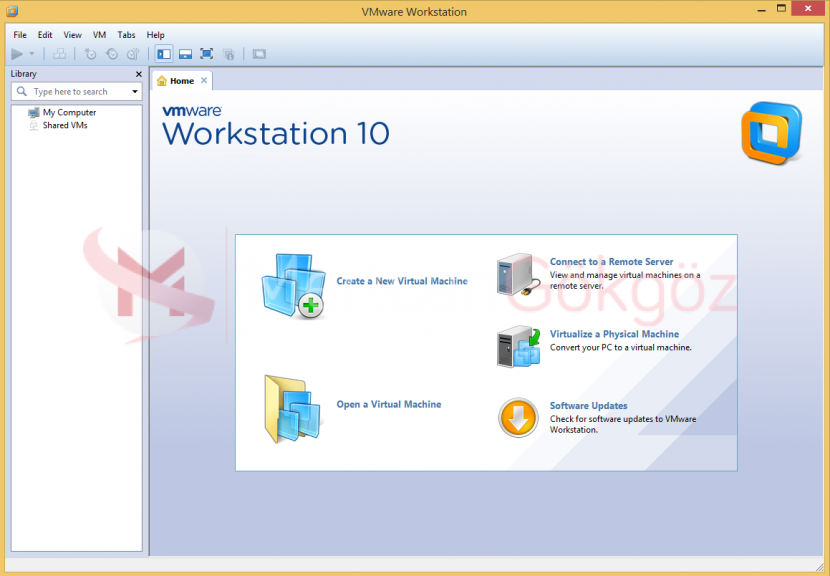 VMware Workstation
File Edit View VM Tabs Help
Library
Home
Type here to search
My Computer
Shared VMs
vmware
Workstation 10
Create a New Virtual Machine
Open a Virtual Machine
Connect to a Remote Server
View and manage virtual machines on a
remote server.
Virtualize a Physical Machine
Convert your PC to a virtual machine.
Software Updates
Check for software updates to VMware
Workstation.
M
Gökgöz